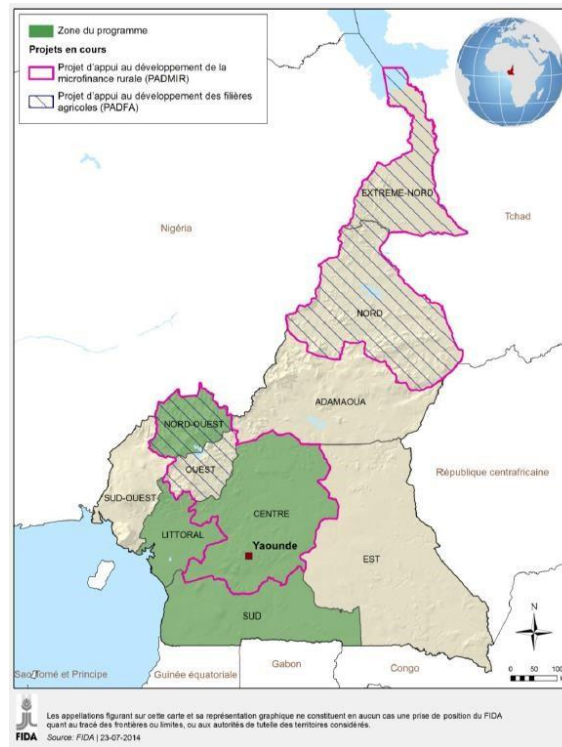 Zone du programme
Projets en cours
Projet d'appui au développement de la
microfinance rurale (PADMIR)
Projet d'appui au développement des filières
agricoles (PADFA)
EXTREME-NORD
Nigéria
Tchad
NORD
ADAMAOUA
NORD-OUEST
OUEST
République centrafricaine
SUD-OUEST
CENTRE
LITTORAL
Yaounde
EST
SUD
N
Sao Tomé et Principe
Guinée équatoriale
Gabon
Congo
0 50 100
FIDA
Les appellations figurant sur cette carte et sa représentation graphique ne constituent en aucun cas une prise de position du FIDA
quant au tracé des frontières ou limites, ou aux autorités de tutelle des territoires considérés.
Source: FIDA | 23-07-2014